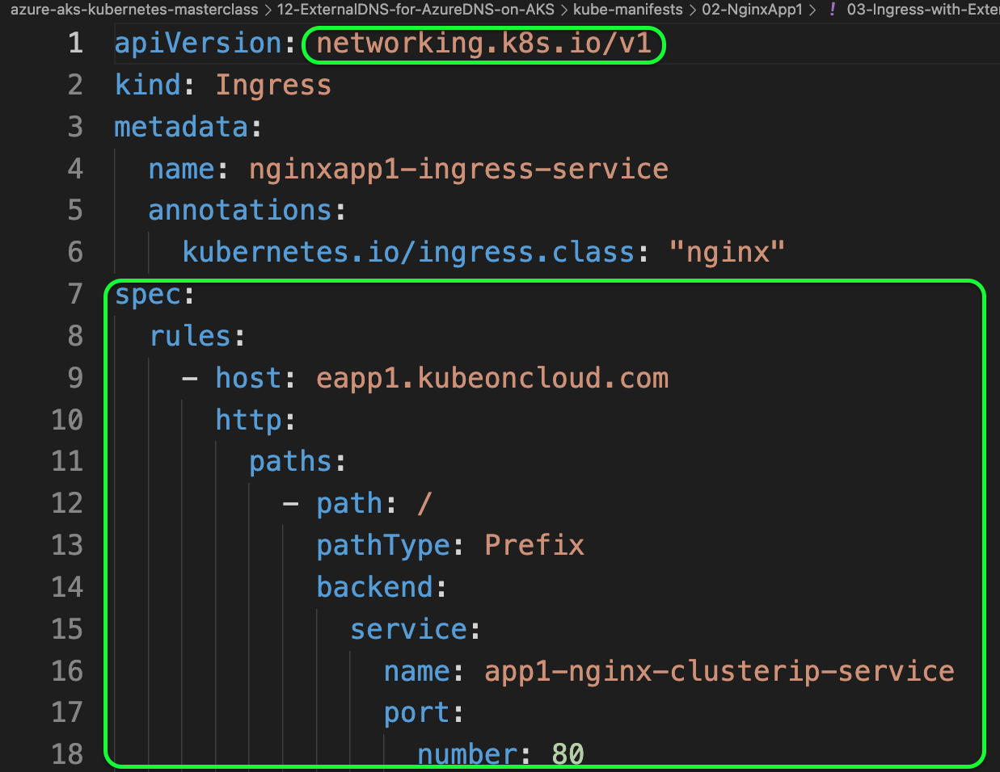 azure-aks-kubernetes-masterclass > 12-ExternalDNS-for-AzureDNS-on-AKS > kube-manifests > 02-NginxApp1 > ! 03-Ingress-with-Exte
1 apiVersion: networking.k8s.io/v1
2 kind: Ingress
3 metadata:
4   name: nginxapp1-ingress-service
5   annotations:
6     kubernetes.io/ingress.class: "nginx"
7 spec:
8   rules:
9     - host: eapp1.kubeoncloud.com
10       http:
11         paths:
12           - path: /
13             pathType: Prefix
14             backend:
15               service:
16                 name: app1-nginx-clusterip-service
17                 port:
18                   number: 80